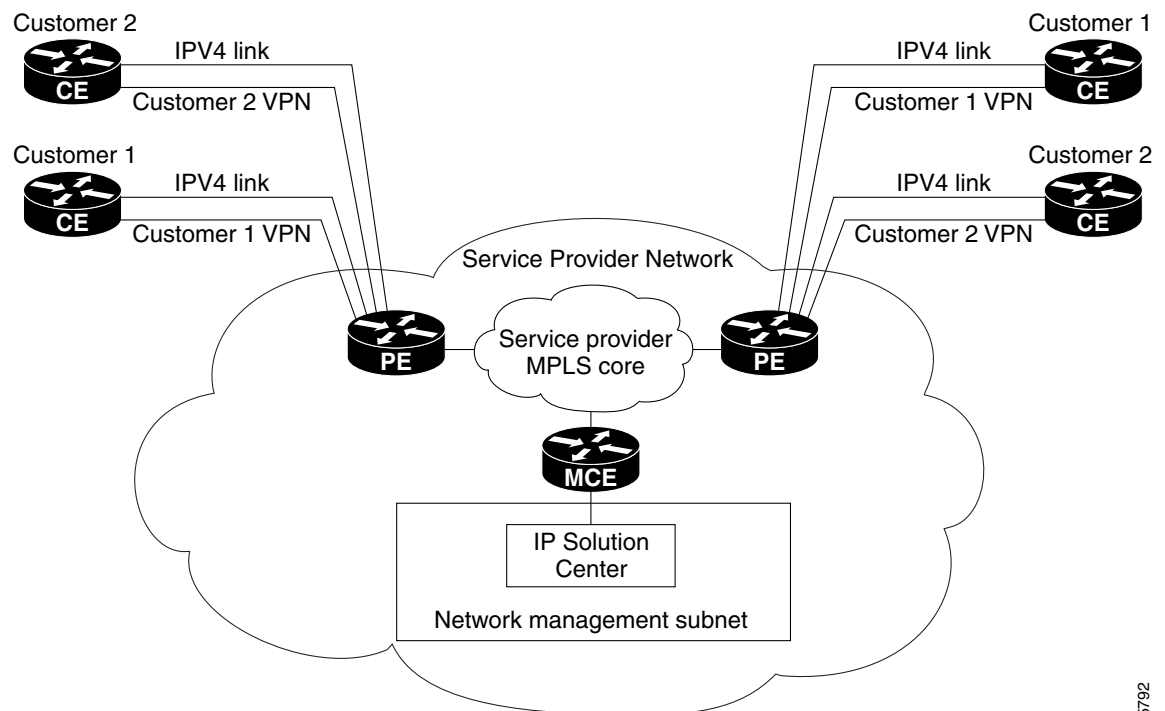 Customer 2
IPV4 link
CE
Customer 2 VPN
Customer 1
IPV4 link
CE
Customer 1 VPN
Customer 1
IPV4 link
CE
Customer 1 VPN
Customer 2
IPV4 link
CE
Customer 2 VPN
Service Provider Network
PE
Service provider
MPLS core
PE
MCE
IP Solution
Center
Network management subnet